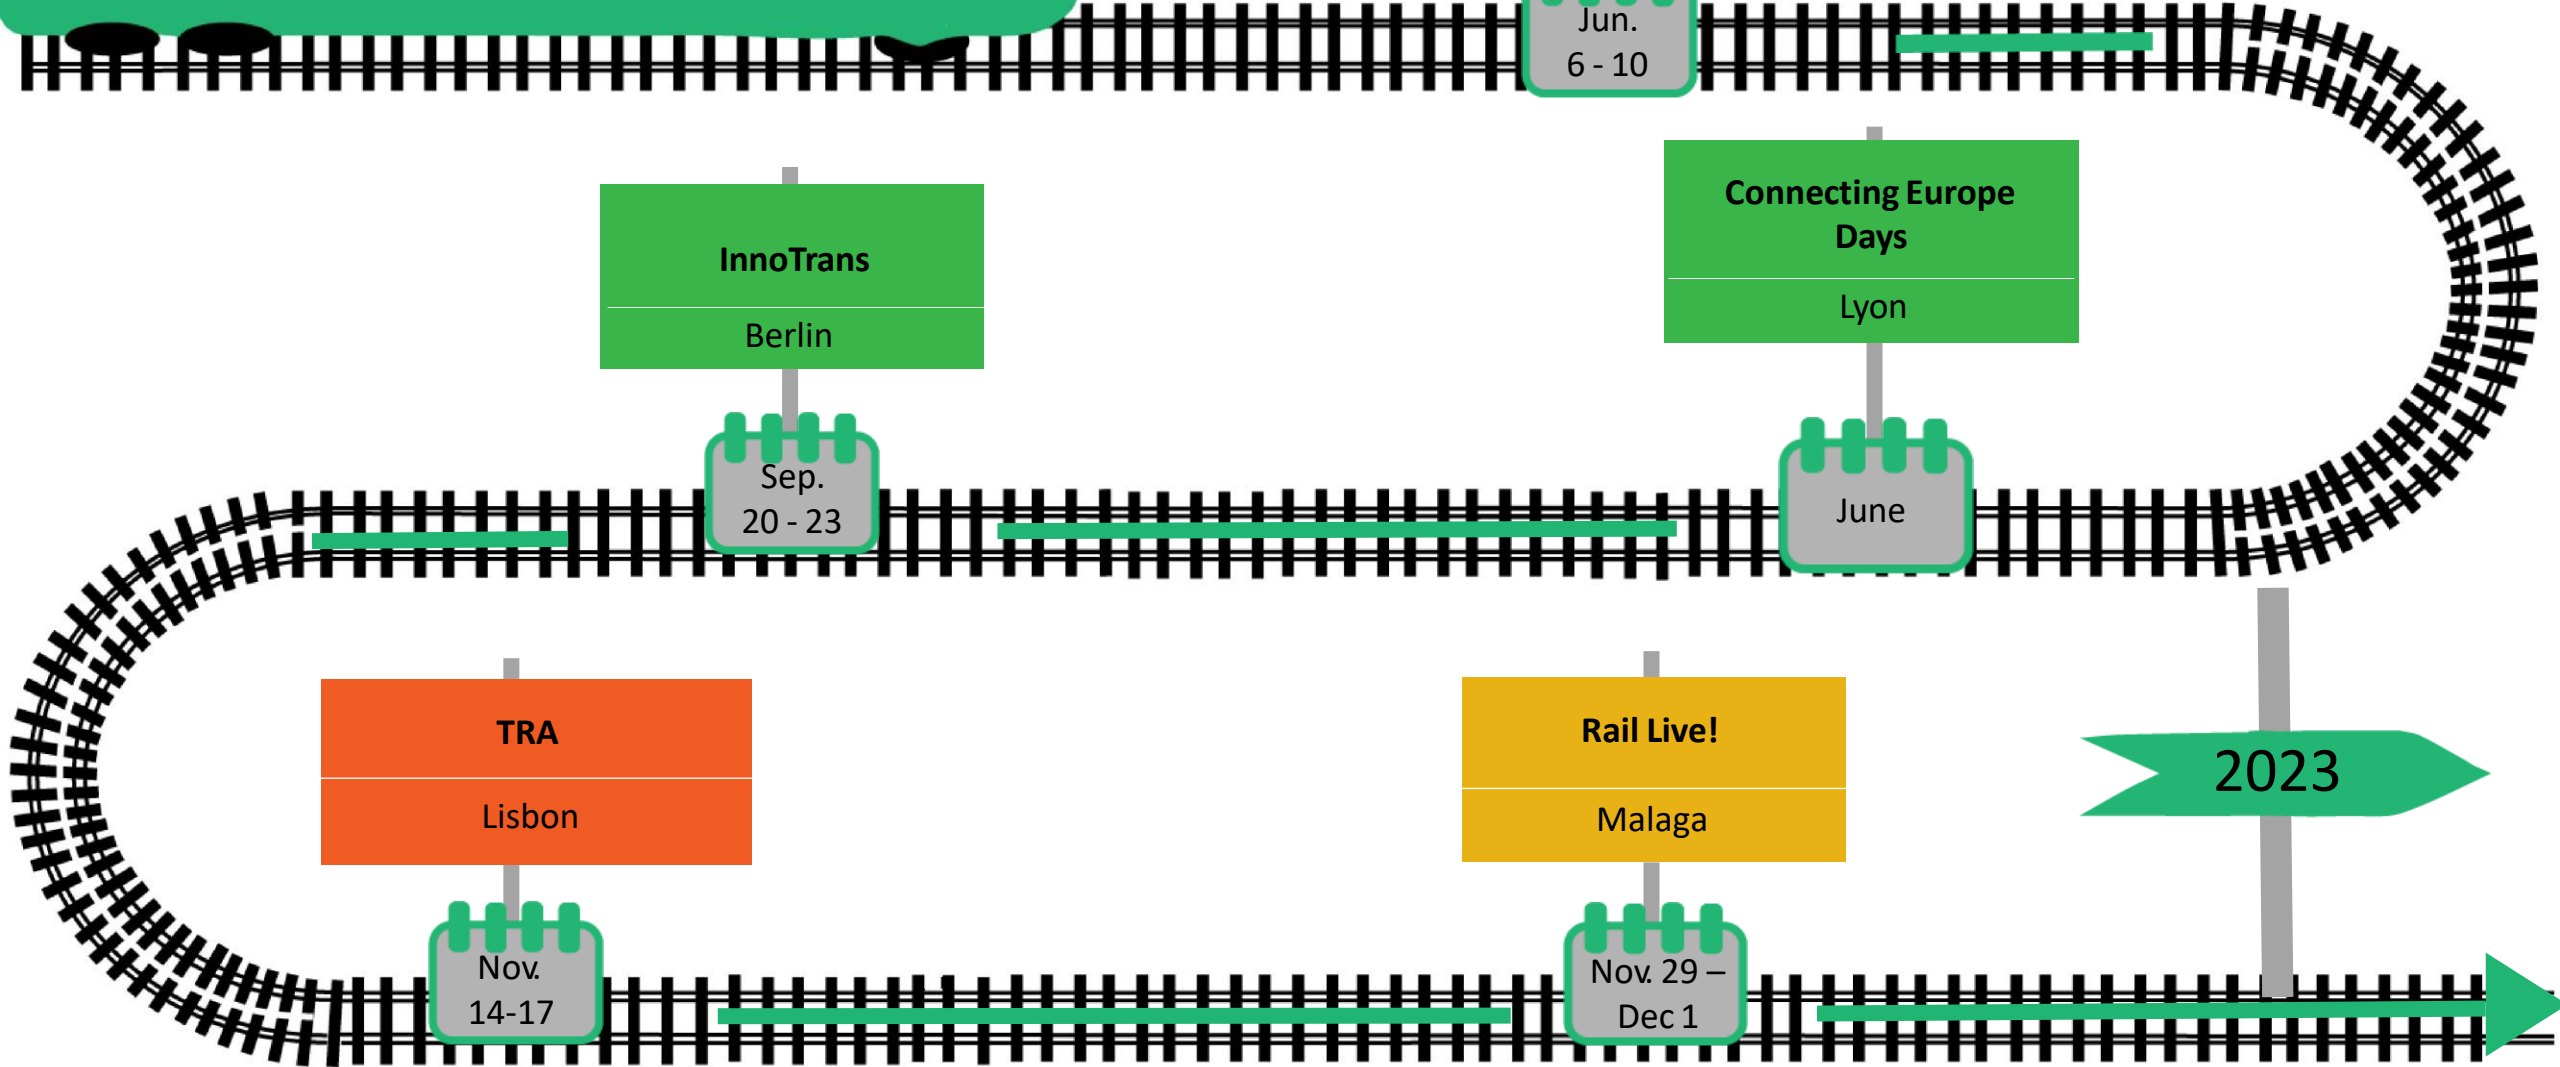 Jun.
6 - 10
Connecting Europe
Days
Lyon
June
InnoTrans
Berlin
Sep.
20 - 23
TRA
Lisbon
Nov.
14-17
Rail Live!
Malaga
Nov. 29 –
Dec 1
2023